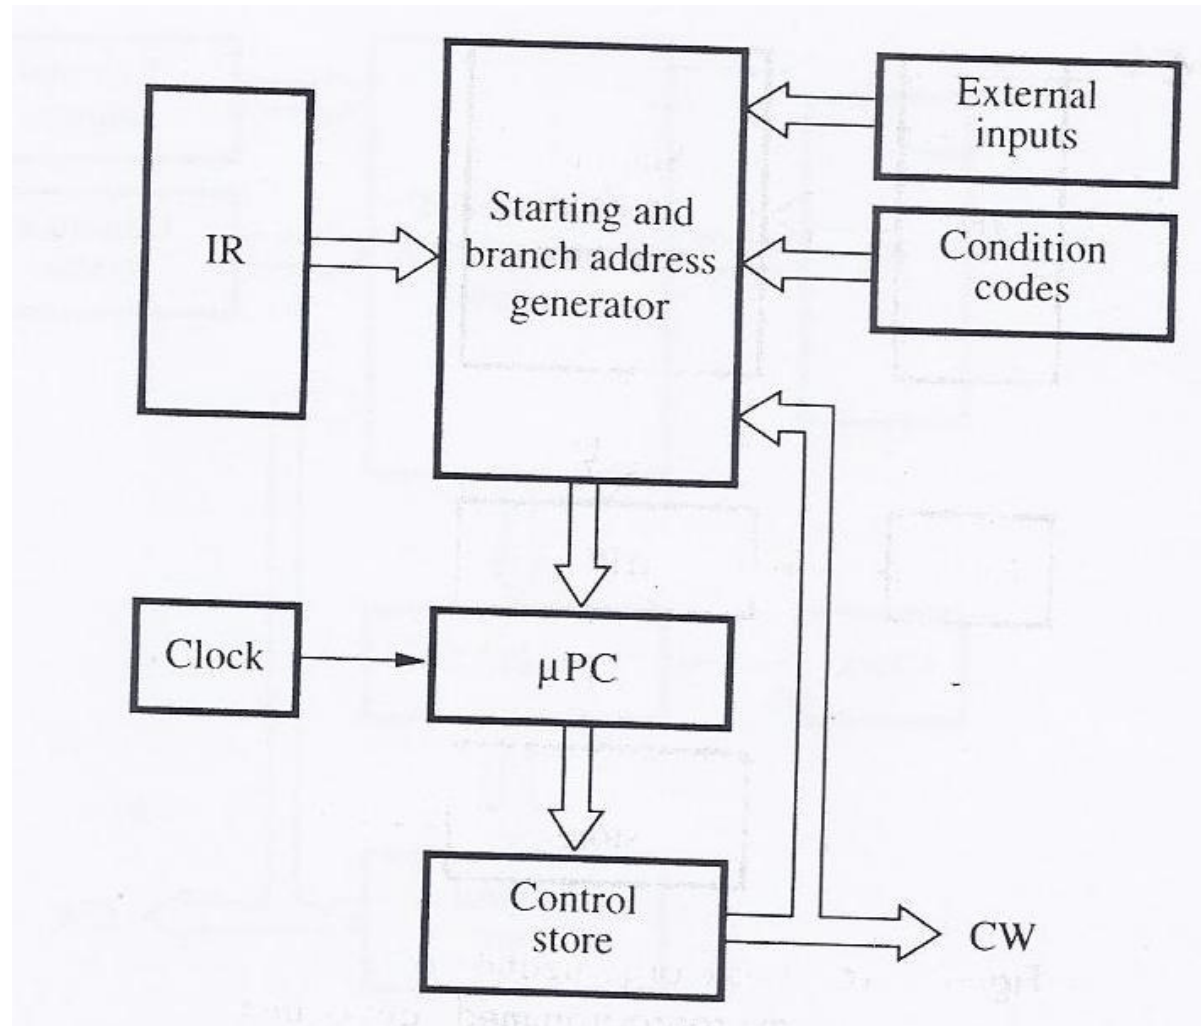 External
inputs
IR
Starting and
branch address
generator
Condition
codes
Clock
μPC
Control
store
CW